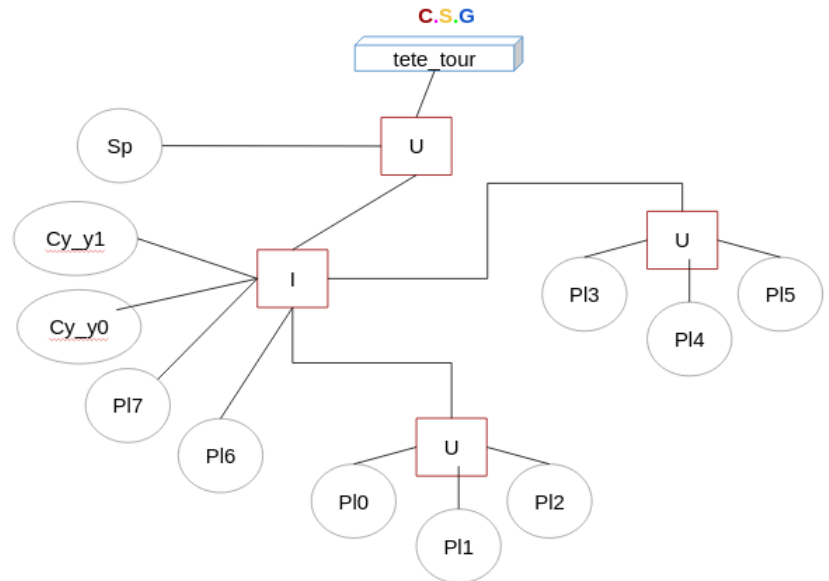 C.S.G
tete_tour
Sp
U
Cy_y1
I
U
Cy_y0
Pl3
Pl5
Pl4
Pl7
Pl6
U
Pl0
Pl2
Pl1